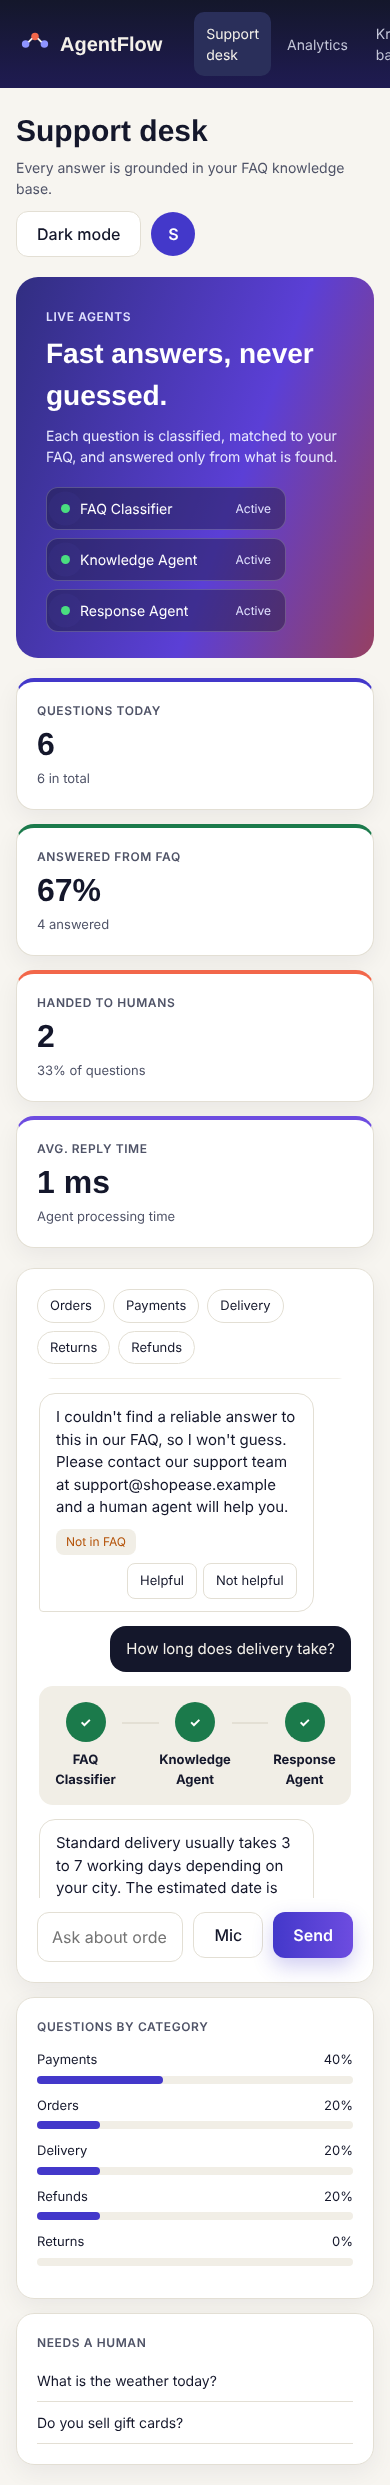 AgentFlow
Support
desk
Analytics
Support desk
Every answer is grounded in your FAQ knowledge
base.
Dark mode
S
LIVE AGENTS
Fast answers, never
guessed.
Each question is classified, matched to your
FAQ, and answered only from what is found.
FAQ Classifier Active
Knowledge Agent Active
Response Agent Active
QUESTIONS TODAY
6
6 in total
ANSWERED FROM FAQ
67%
4 answered
HANDED TO HUMANS
2
33% of questions
AVG. REPLY TIME
1 ms
Agent processing time
Orders Payments Delivery
Returns Refunds
I couldn't find a reliable answer to
this in our FAQ, so I won't guess.
Please contact our support team
at support@shopease.example
and a human agent will help you.
Not in FAQ
Helpful Not helpful
How long does delivery take?
FAQ
Classifier
Knowledge
Agent
Response
Agent
Standard delivery usually takes 3
to 7 working days depending on
your city. The estimated date is
Ask about orde
Mic
Send
QUESTIONS BY CATEGORY
Payments 40%
Orders 20%
Delivery 20%
Refunds 20%
Returns 0%
NEEDS A HUMAN
What is the weather today?
Do you sell gift cards?